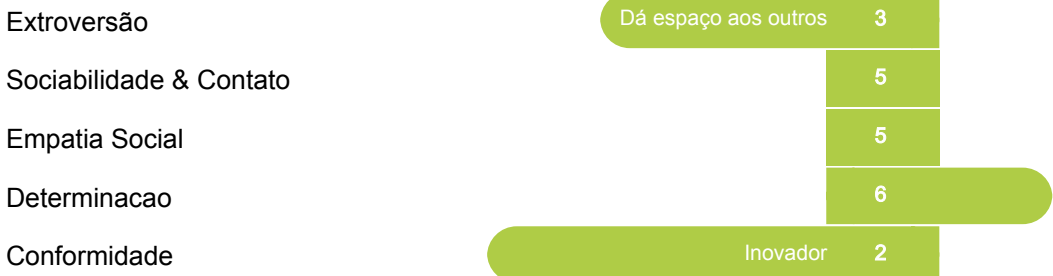 Extroversão Dá espaço aos outros 3
Sociabilidade & Contato 5
Empatia Social 5
Determinacao 6
Conformidade Inovador 2